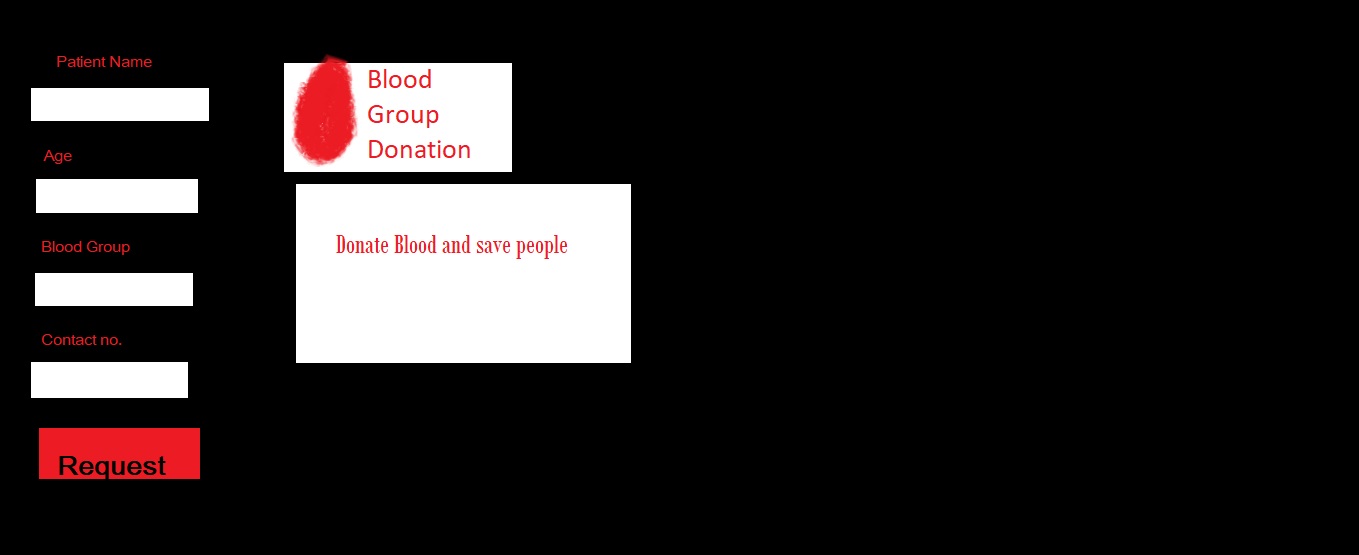 Patient Name
Age
Blood Group
Contact no.
Request
Blood
Group
Donation
Donate Blood and save people